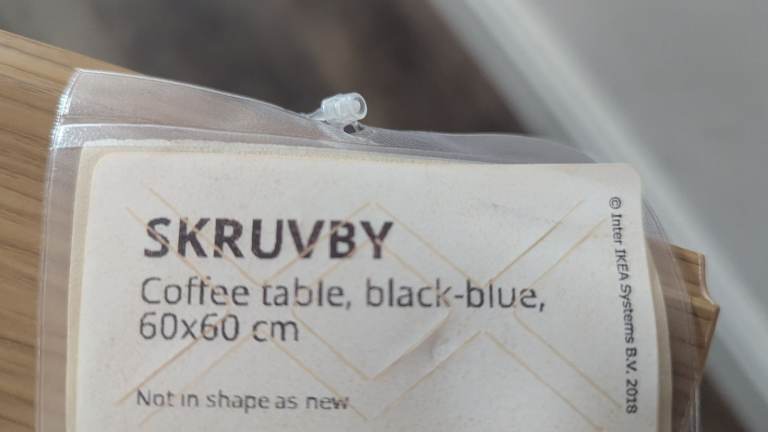 SKRUVBY
Coffee table, black-blue,
60x60 cm
Not in shape as new
© Inter IKEA Systems B.V. 2018